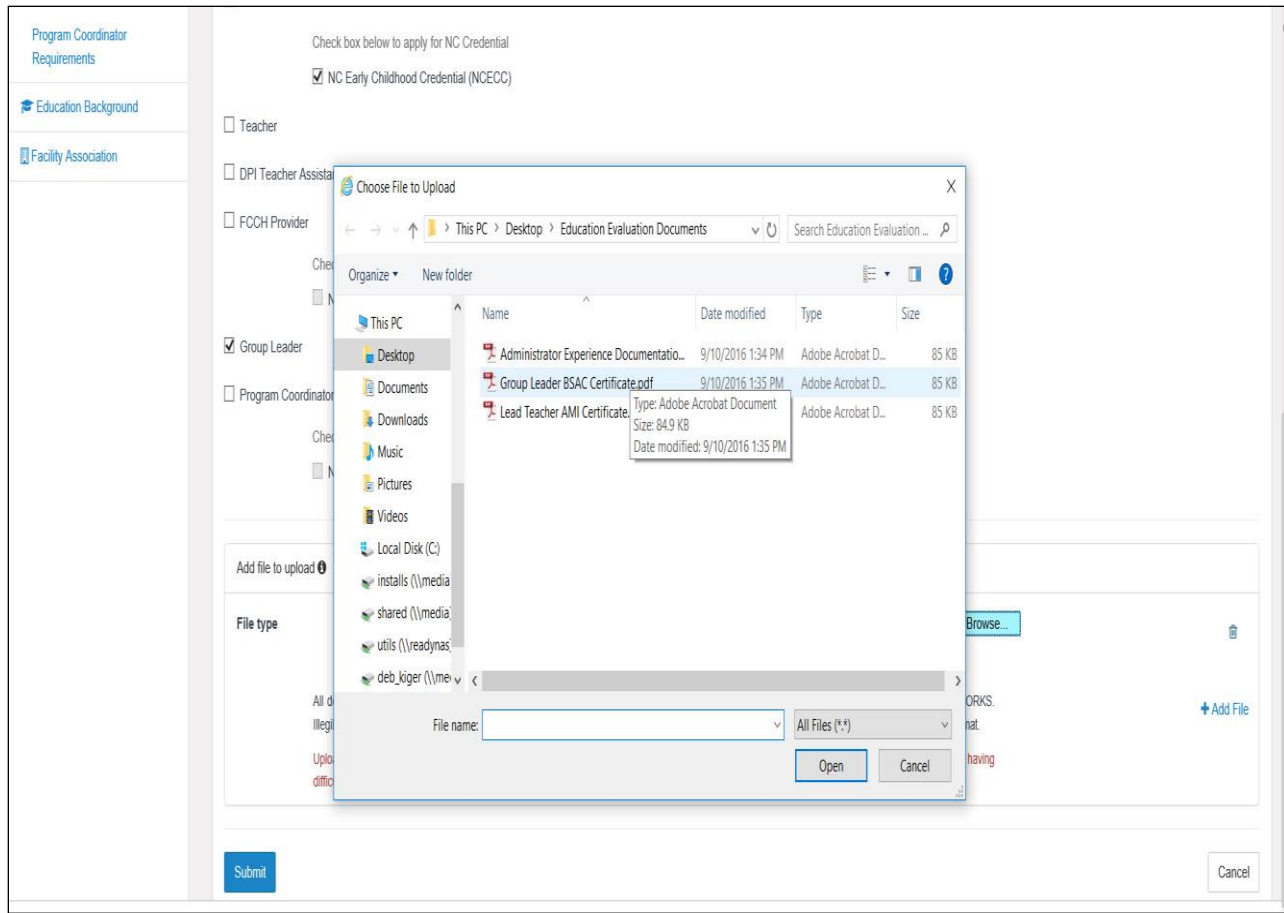 Program Coordinator
Requirements
Education Background
Facility Association
Check box below to apply for NC Credential
NC Early Childhood Credential (NCECC)
Teacher
DPI Teacher Assista
FCCH Provider
Chec
N
Group Leader
Program Coordinator
Chec
N
Choose File to Upload
X
This PC > Desktop > Education Evaluation Documents
Search Education Evaluation ...
Organize
New folder
?
This PC
Desktop
Documents
Downloads
Music
Pictures
Videos
Local Disk (C:)
installs (\\media
shared (\\media)
utils (\\readynas)
deb_kiger (\\me
Name Date modified Type Size
Administrator Experience Documentatio... 9/10/2016 1:34 PM Adobe Acrobat D... 85 KB
Group Leader BSAC Certificate.pdf 9/10/2016 1:35 PM Adobe Acrobat D... 85 KB
Lead Teacher AMI Certificate. Adobe Acrobat D... 85 KB
Type: Adobe Acrobat Document
Size: 84.9 KB
Date modified: 9/10/2016 1:35 PM
File name:
All Files (*.*)
Open
Cancel
Add file to upload
File type
Browse...
All d
ORKS.
Illegi
mat.
Uplo
having
diffic
+ Add File
Submit
Cancel